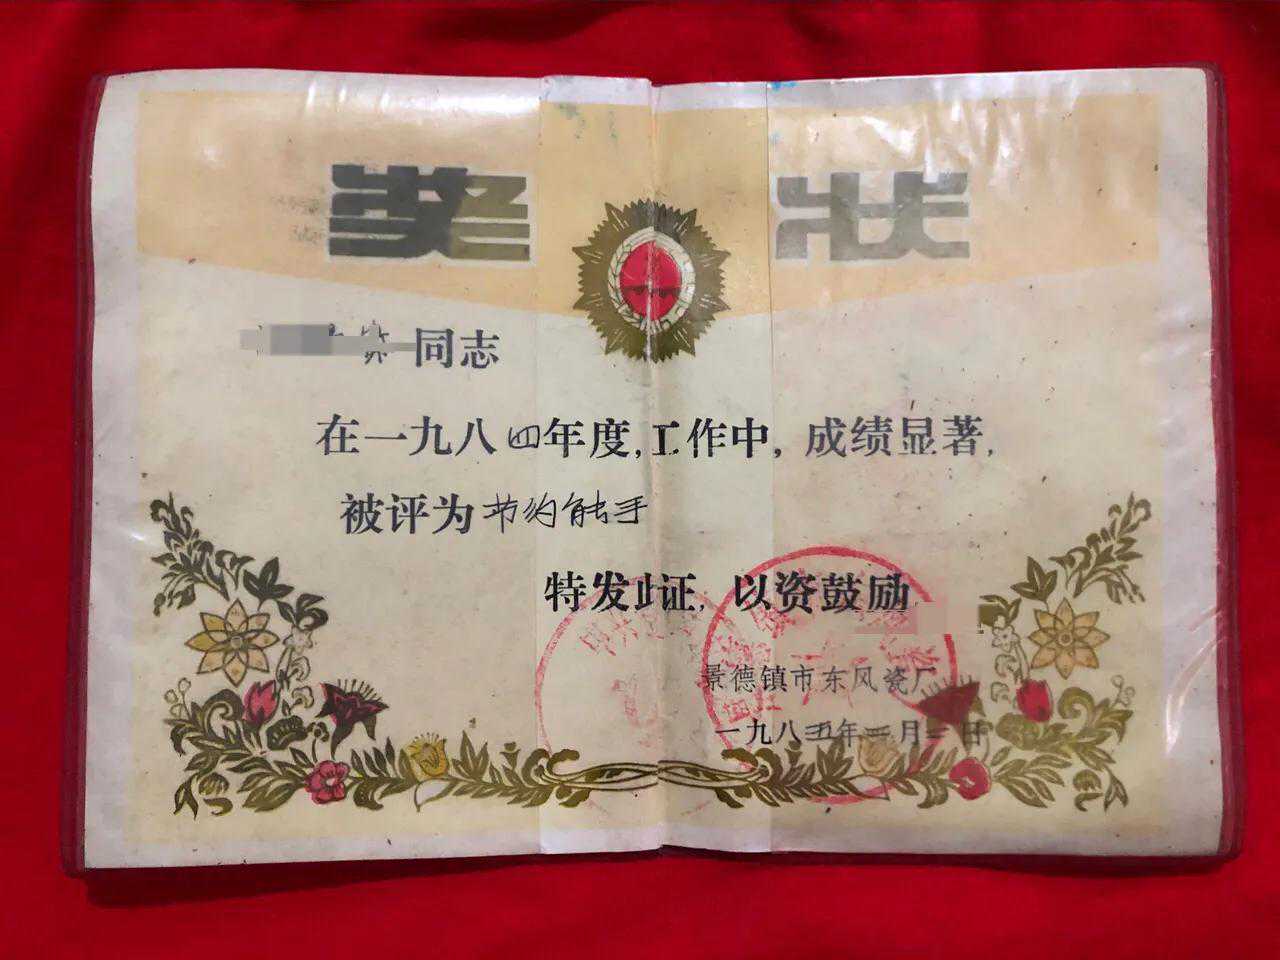 奖状
同志
在一九八四年度,工作中,成绩显著,
被评为节约能手
特发此证,以资鼓励
景德镇市东风瓷厂
一九八五年二月 日